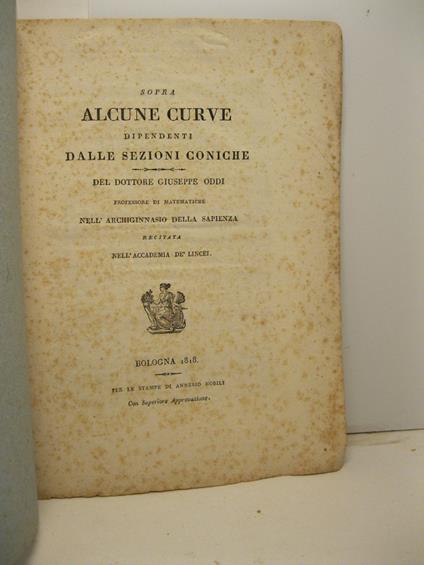 SOPRA
ALCUNE CURVE
DIPENDENTI
DALLE SEZIONI CONICHE
DEL DOTTORE GIUSEPPE ODDI
PROFESSORE DI MATEMATICHE
NELL' ARCHIGINNASIO DELLA SAPIENZA
RECITATA
NELL'ACCADEMIA DE' LINCEI.
BOLOGNA 1818.
PER LE STAMPE DI ANNESIO NOBILI
Con Superiore Approvazione.